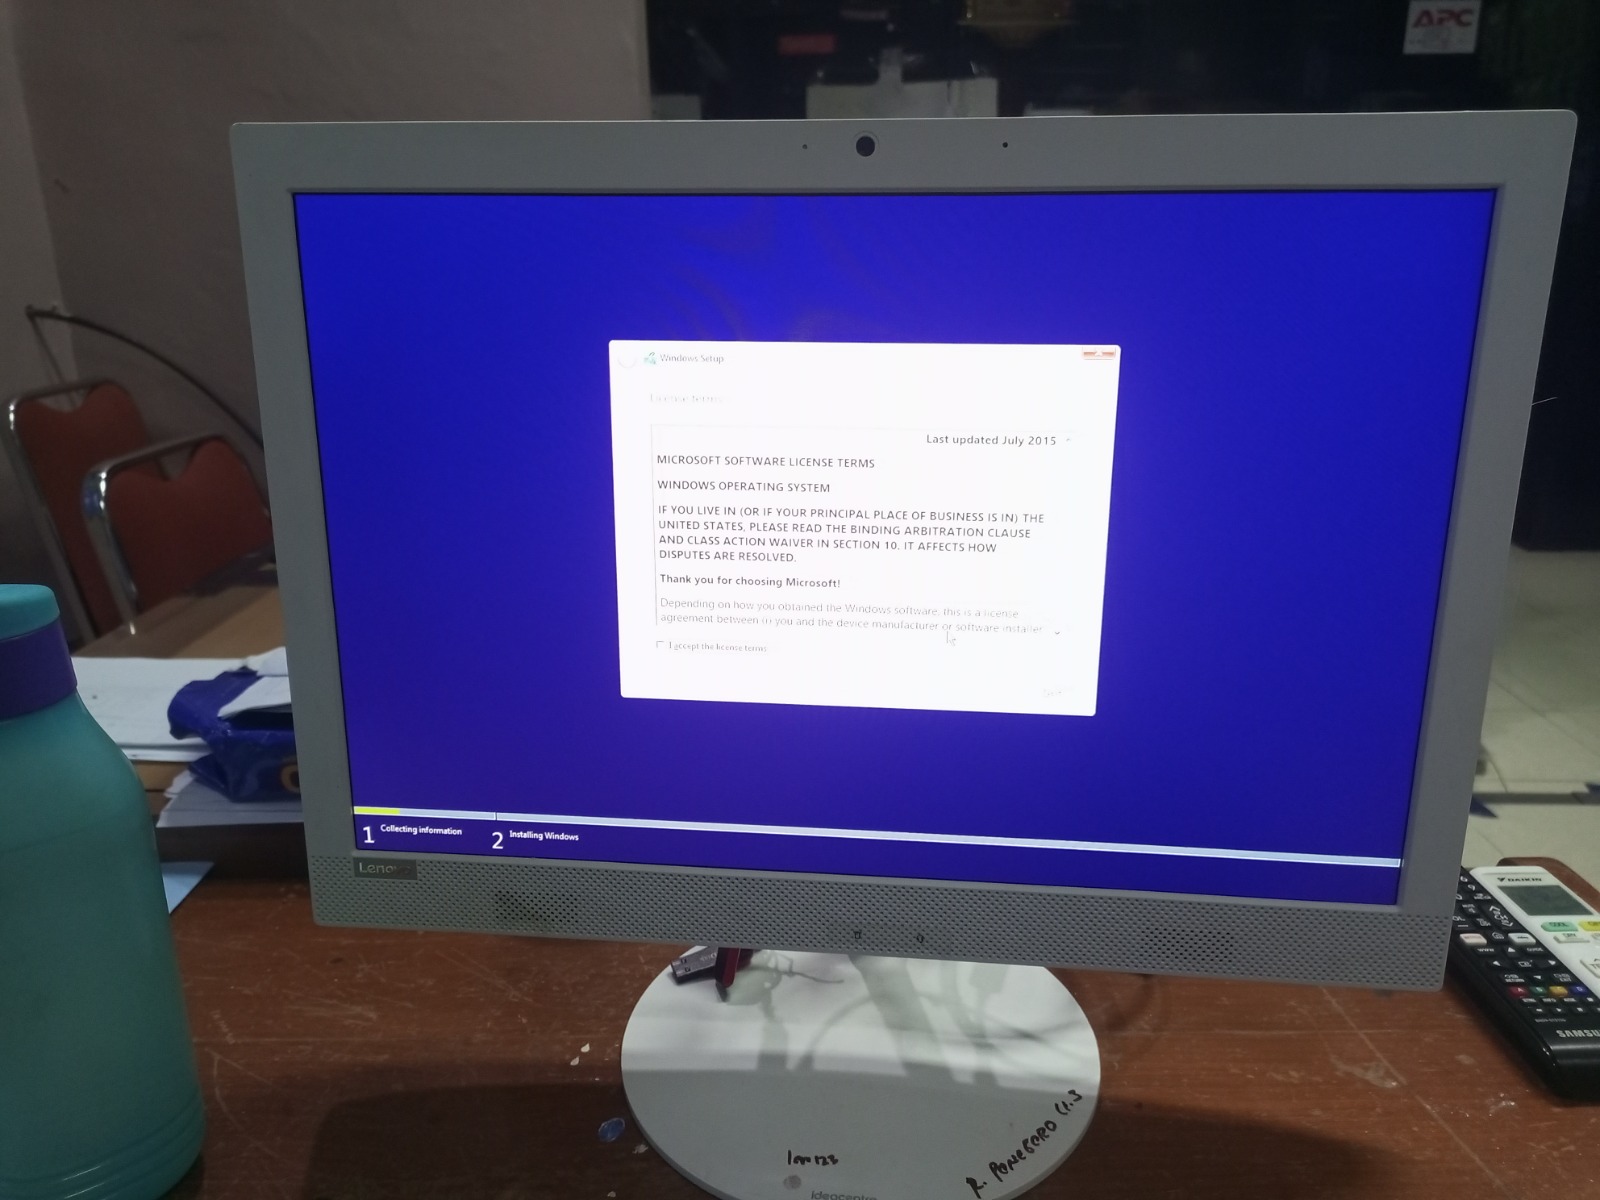 APC
Windows Setup
License terms
Last updated July 2015
MICROSOFT SOFTWARE LICENSE TERMS
WINDOWS OPERATING SYSTEM
IF YOU LIVE IN (OR IF YOUR PRINCIPAL PLACE OF BUSINESS IS IN) THE
UNITED STATES, PLEASE READ THE BINDING ARBITRATION CLAUSE
AND CLASS ACTION WAIVER IN SECTION 10. IT AFFECTS HOW
DISPUTES ARE RESOLVED.
Thank you for choosing Microsoft!
Depending on how you obtained the Windows software, this is a license
agreement between (i) you and the device manufacturer or software installer
I accept the license terms
1 Collecting information
2 Installing Windows
Lenovo
DAIKIN
SAMSU
ideacentre